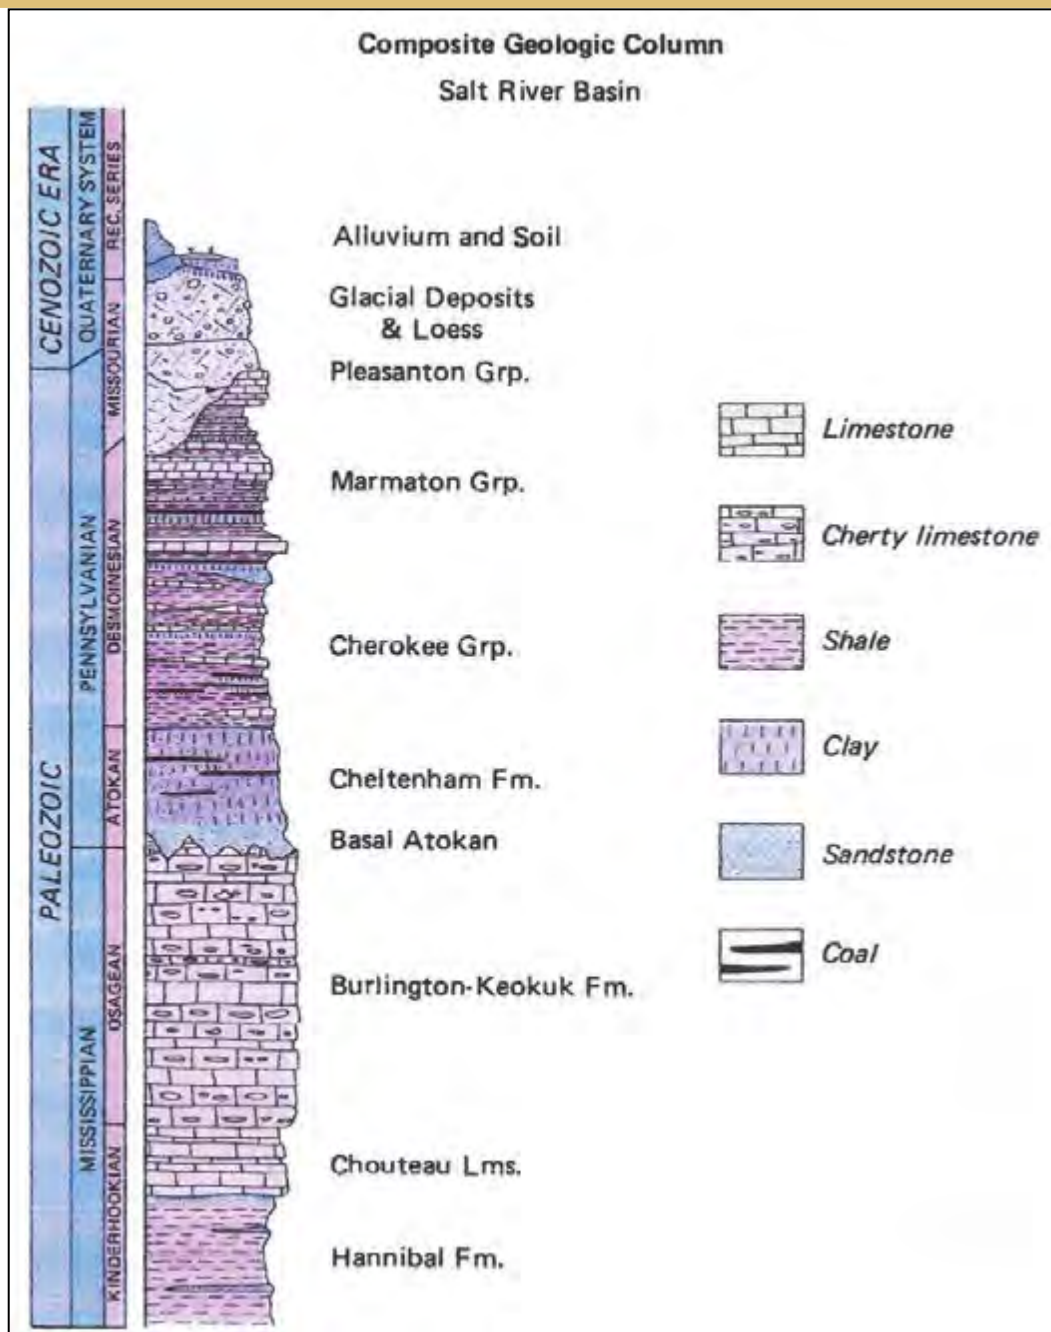 Composite Geologic Column
Salt River Basin
CENOZOIC ERA
QUATERNARY SYSTEM
REC. SERIES
MISSOURIAN
PALEOZOIC
PENNSYLVANIAN
DESMOINESIAN
ATOKAN
MISSISSIPPIAN
OSAGEAN
KINDERHOOKIAN
Alluvium and Soil
Glacial Deposits
& Loess
Pleasanton Grp.
Marmaton Grp.
Cherokee Grp.
Cheltenham Fm.
Basal Atokan
Burlington-Keokuk Fm.
Chouteau Lms.
Hannibal Fm.
Limestone
Cherty limestone
Shale
Clay
Sandstone
Coal